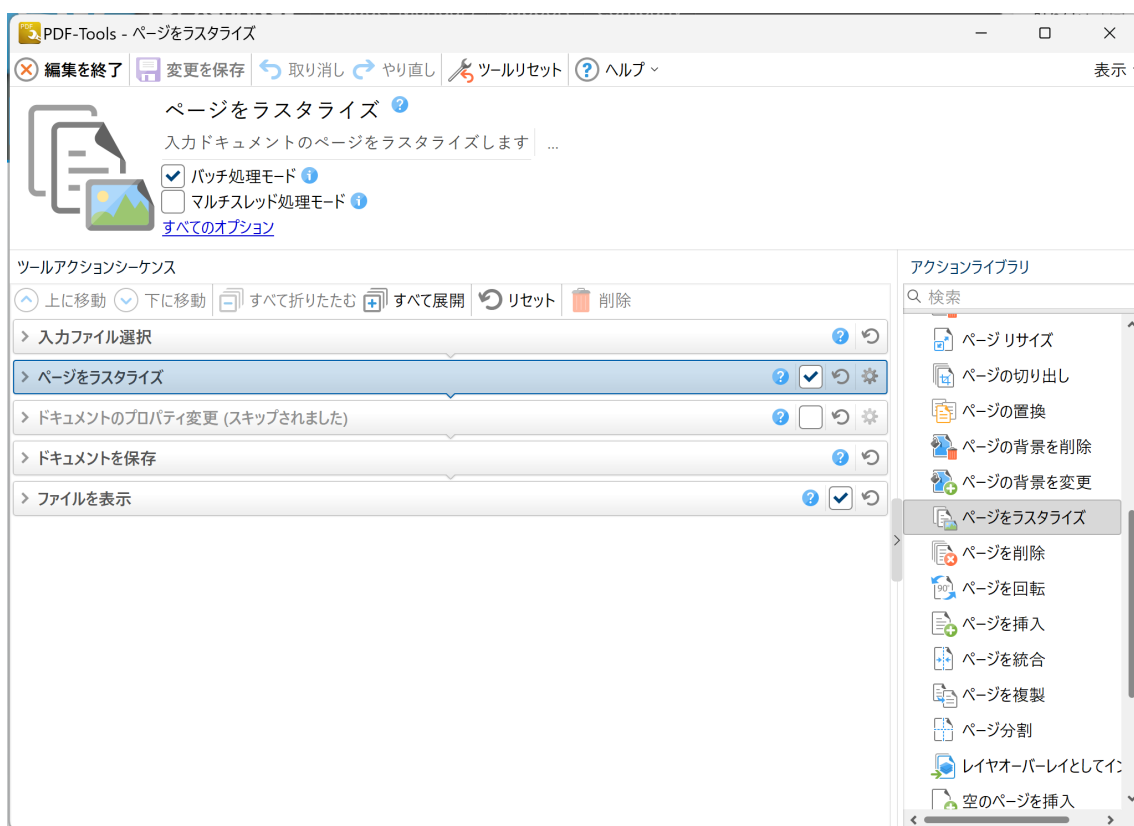 PDF-Tools - ページをラスタライズ
編集を終了 変更を保存 取り消し やり直し ツールリセット ? ヘルプ 表示
ページをラスタライズ ?
入力ドキュメントのページをラスタライズします ...
バッチ処理モード i
マルチスレッド処理モード i
すべてのオプション
ツールアクションシーケンス
上に移動 下に移動 すべて折りたたむ すべて展開 リセット 削除
入力ファイル選択 ?
ページをラスタライズ ?
ドキュメントのプロパティ変更 (スキップされました) ?
ドキュメントを保存 ?
ファイルを表示 ?
アクションライブラリ
検索
ページ リサイズ
ページの切り出し
ページの置換
ページの背景を削除
ページの背景を変更
ページをラスタライズ
ページを削除
90° ページを回転
ページを挿入
ページを統合
ページを複製
ページ分割
レイヤオーバーレイとしてイン
空のページを挿入